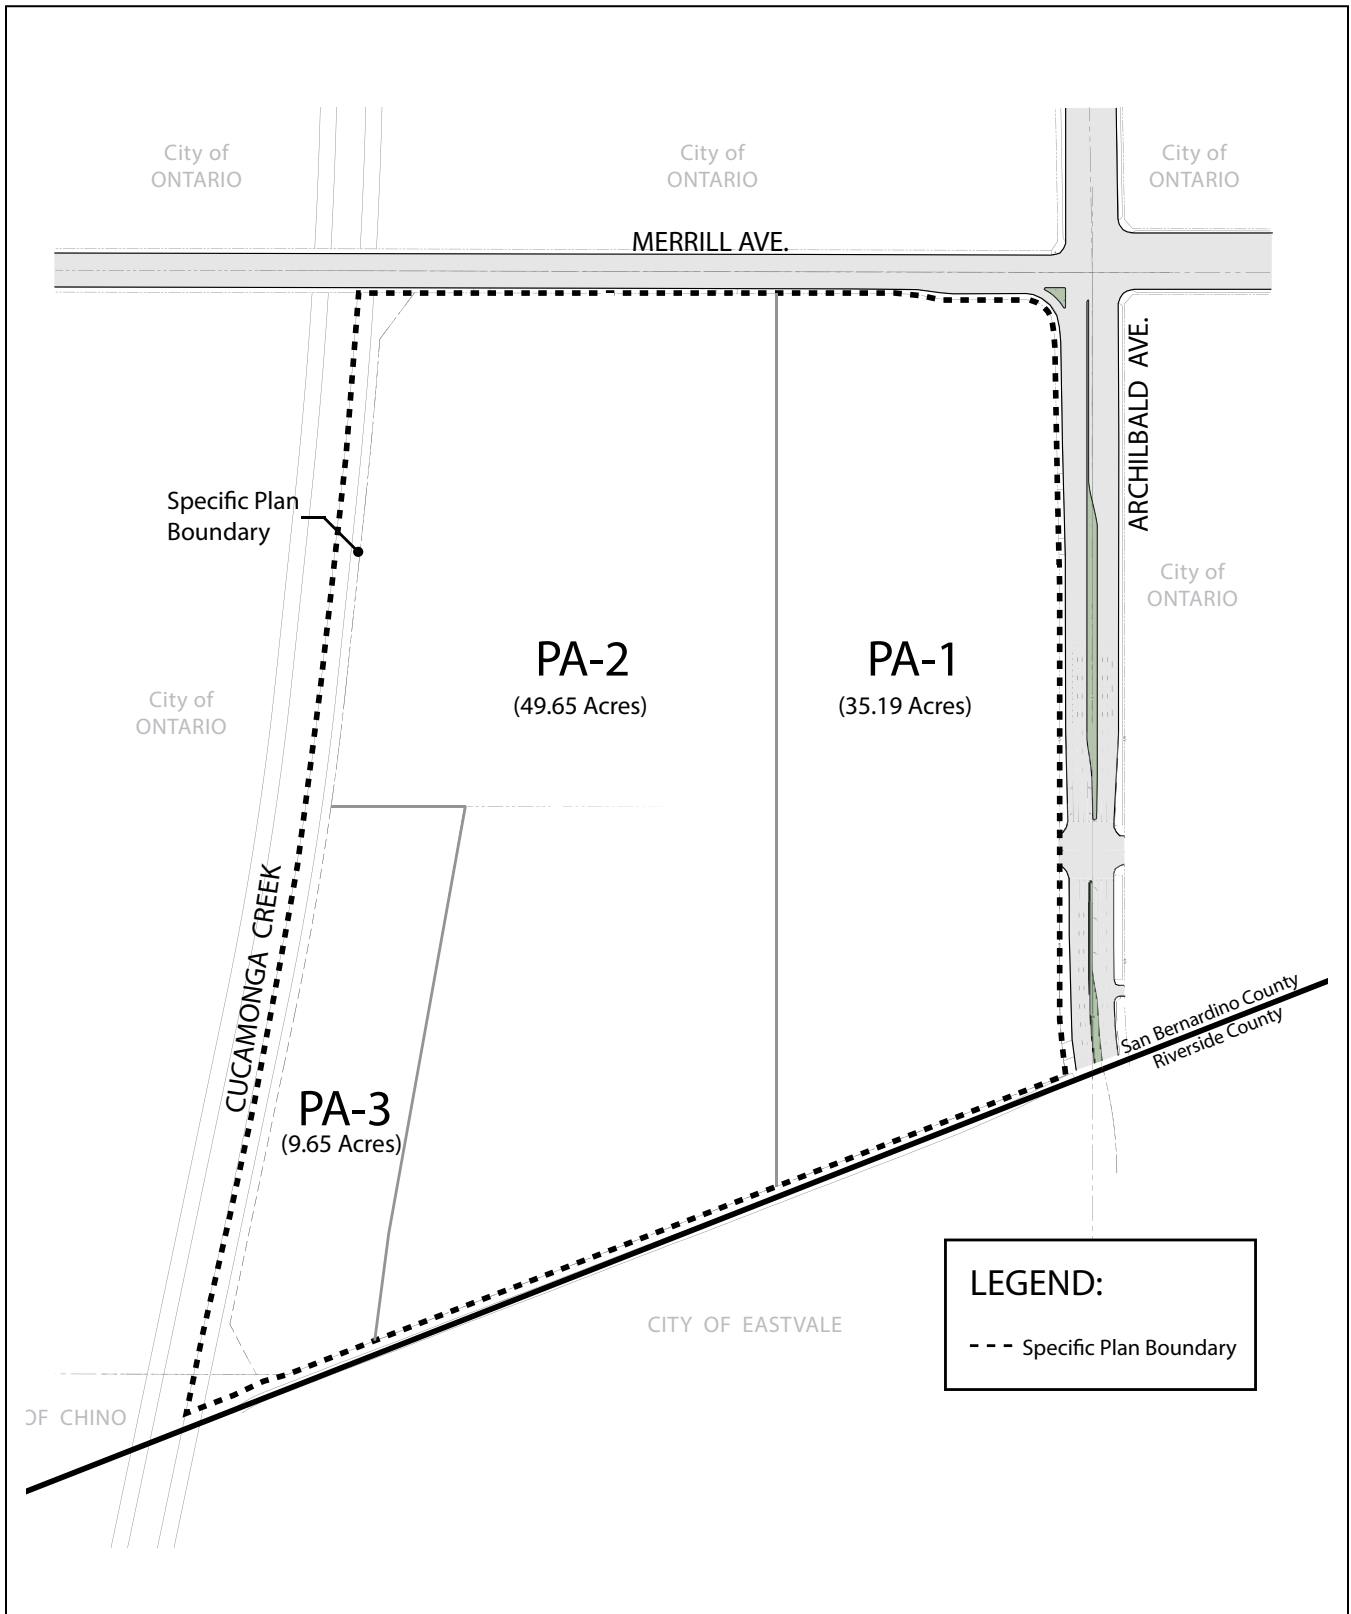 City of
ONTARIO
City of
ONTARIO
City of
ONTARIO
MERRILL AVE.
ARCHILBALD AVE.
Specific Plan
Boundary
City of
ONTARIO
PA-2
(49.65 Acres)
PA-1
(35.19 Acres)
City of
ONTARIO
CUCAMONGA CREEK
San Bernardino County
Riverside County
PA-3
(9.65 Acres)
LEGEND:
Specific Plan Boundary
CITY OF EASTVALE
OF CHINO